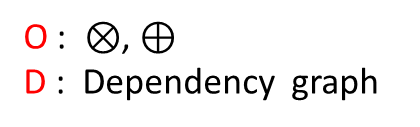 O : ⊗, ⊕
D : Dependency graph